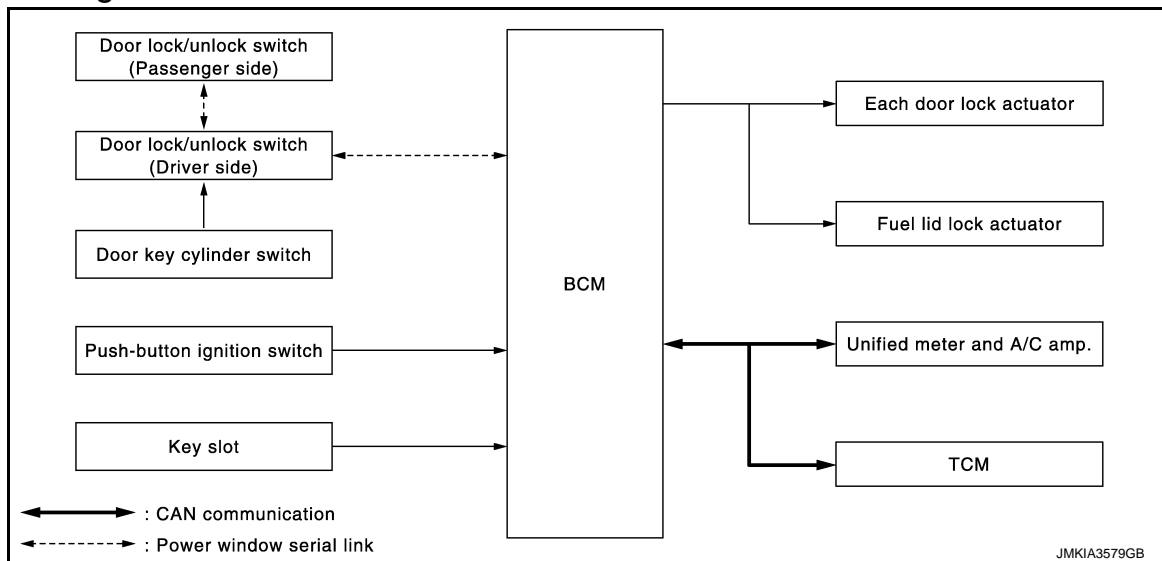 Door lock/unlock switch
(Passenger side)
Door lock/unlock switch
(Driver side)
Door key cylinder switch
Push-button ignition switch
Key slot
BCM
Each door lock actuator
Fuel lid lock actuator
Unified meter and A/C amp.
TCM
: CAN communication
: Power window serial link
JMKIA3579GB